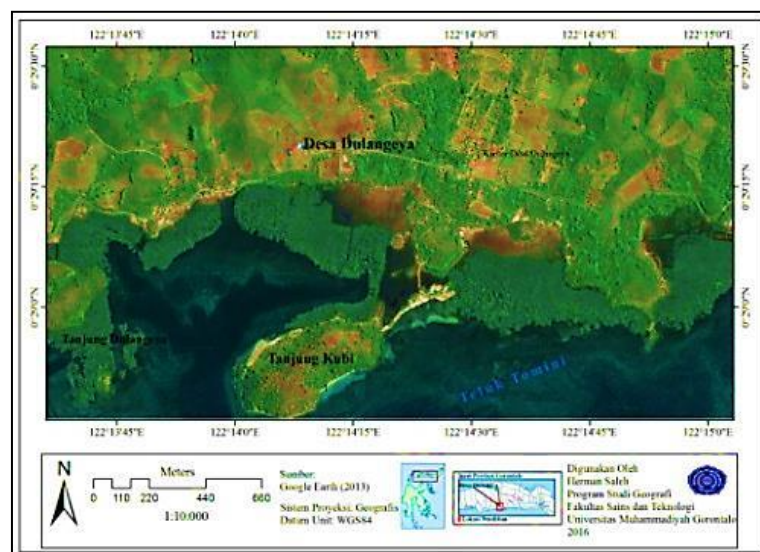 122°13'45"E 122°14'0"E 122°14'15"E 122°14'30"E 122°14'45"E 122°15'0"E
0°29'30"N
0°29'30"N
Desa Dulangeya
0°29'15"N
0°29'15"N
0°29'0"N
0°29'0"N
Tanjung Dulangeya
Tanjung Kubi
Teluk Tomini
122°13'45"E 122°14'0"E 122°14'15"E 122°14'30"E 122°14'45"E 122°15'0"E
N
Meters
0 110 220 440 660
1:10.000
Sumber:
Google Earth (2013)
Sistem Proyeksi: Geografis
Datum Unit: WGS84
Digunakan Oleh
Herman Saleh
Program Studi Geografi
Fakultas Sains dan Teknologi
Universitas Muhammadiyah Gorontalo
2016